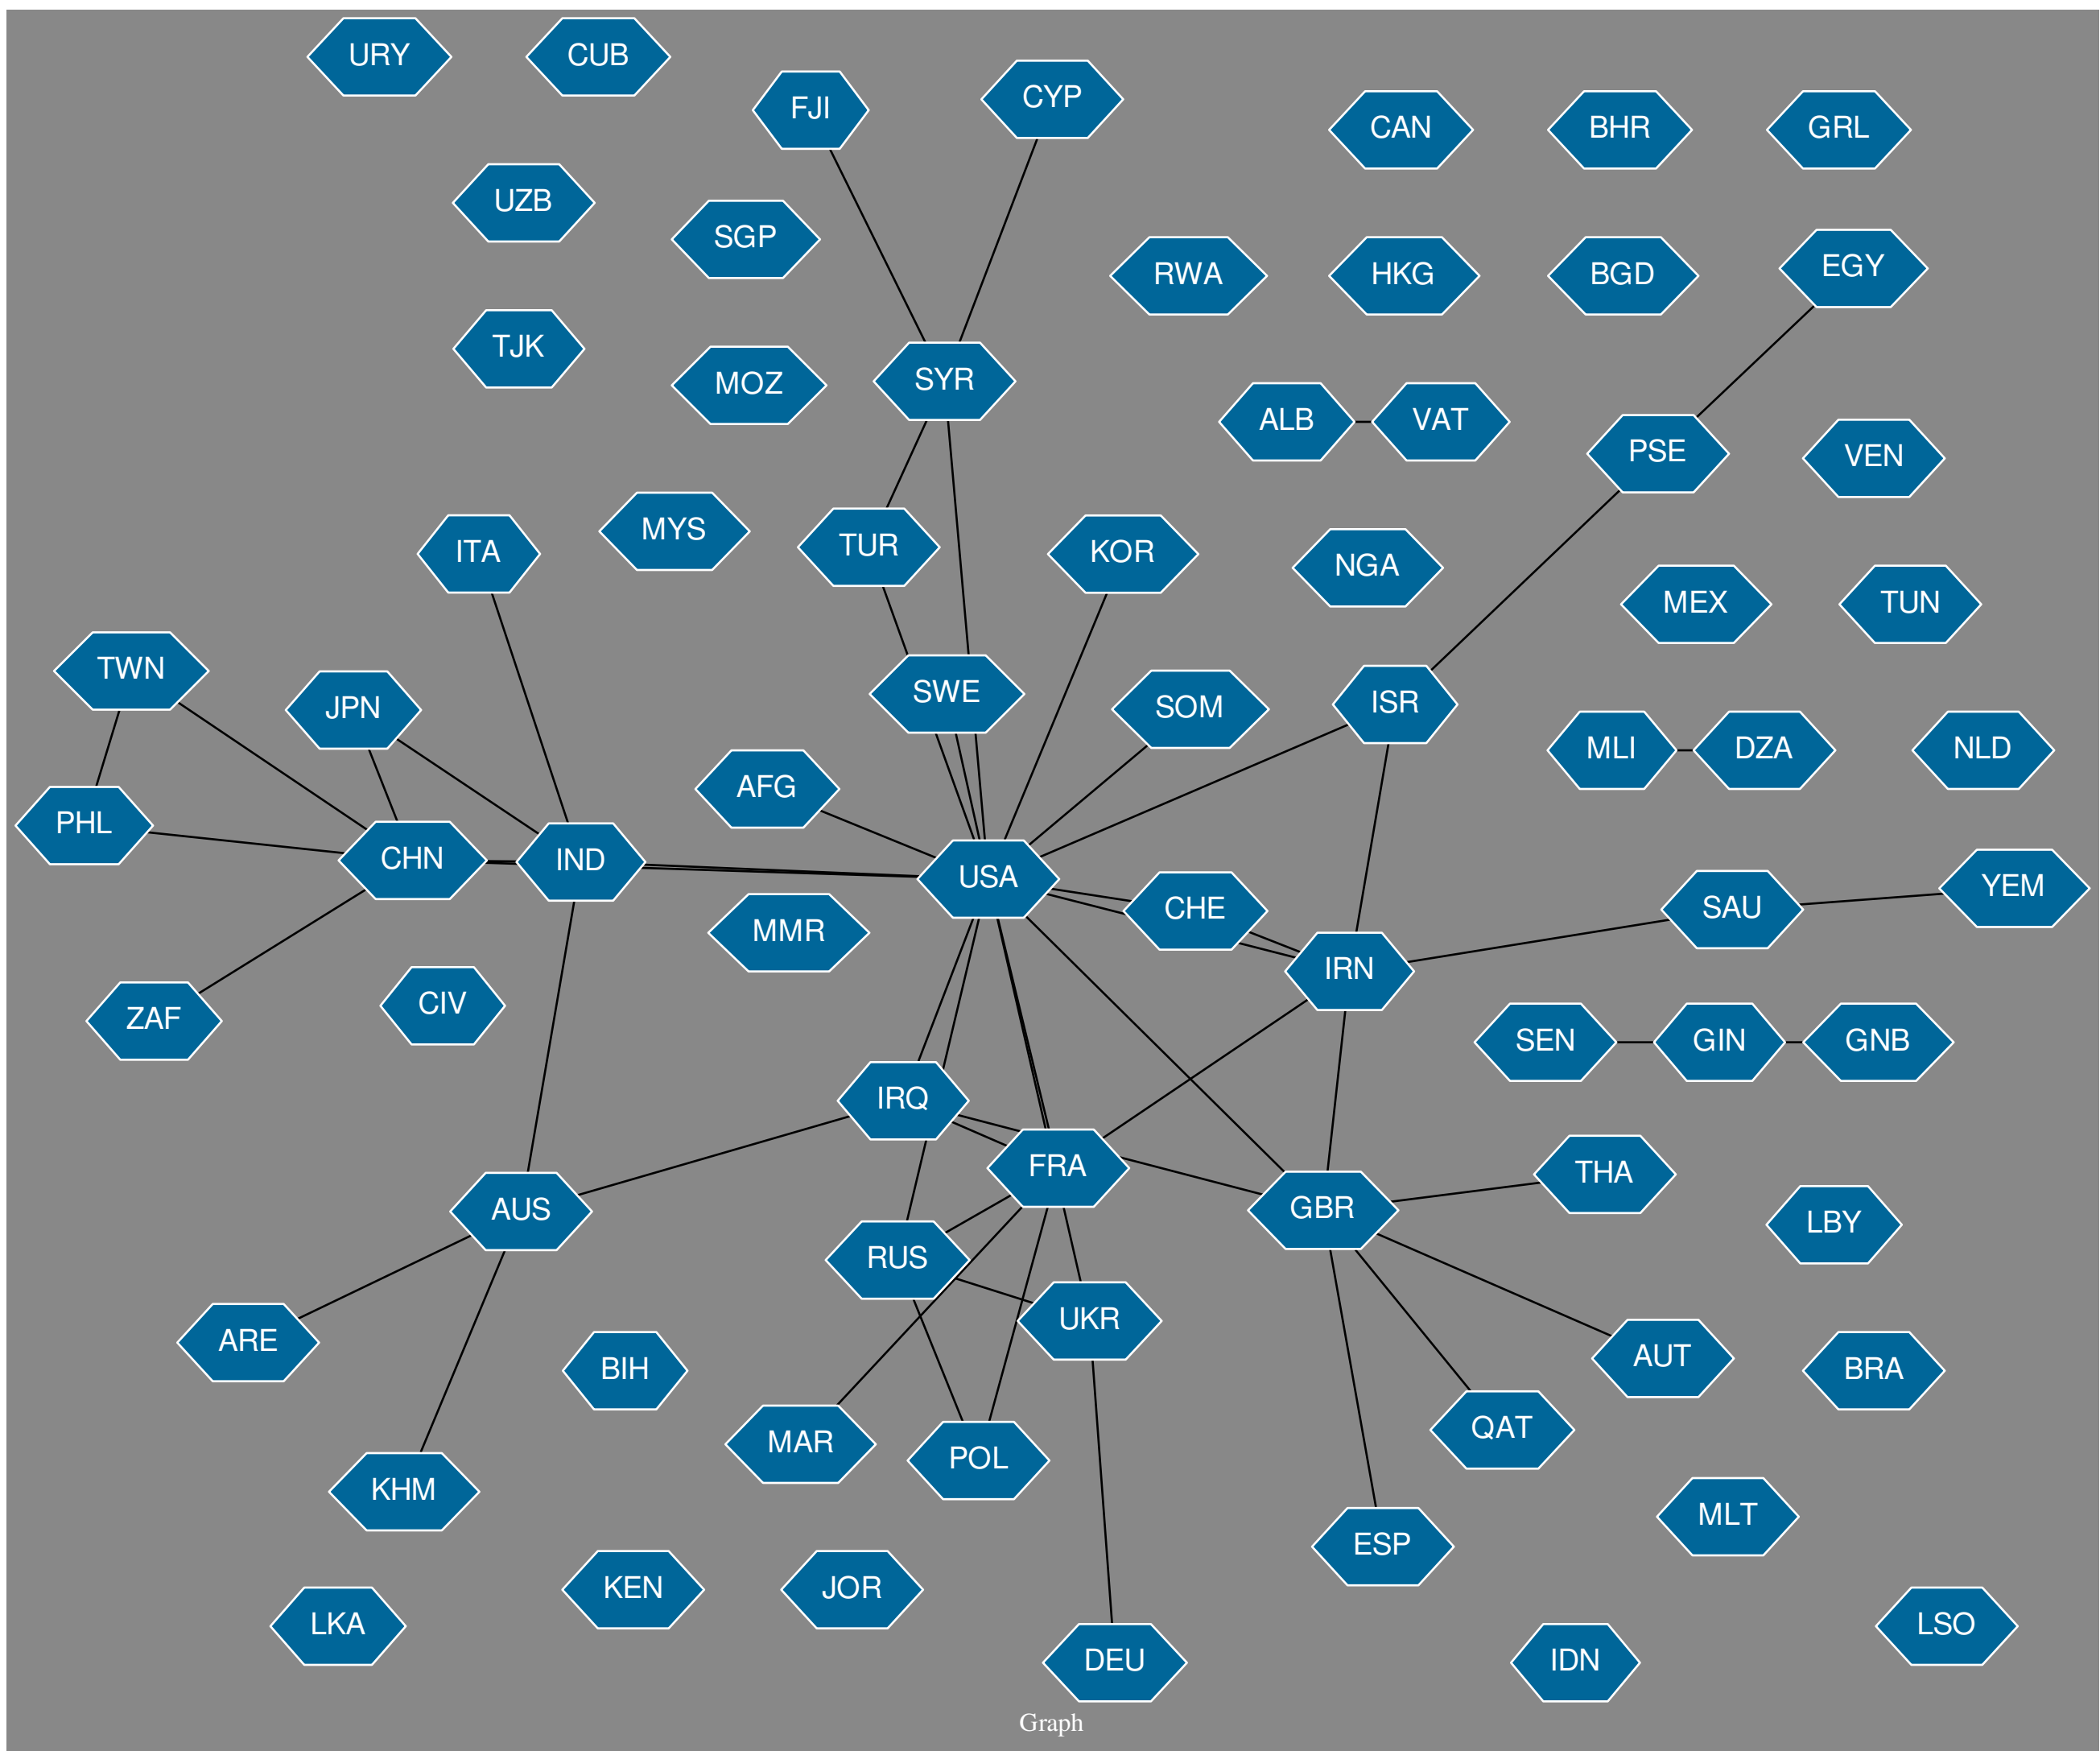 URY
CUB
FJI
CYP
CAN
BHR
GRL
UZB
SGP
RWA
HKG
BGD
EGY
TJK
MOZ
SYR
ALB
VAT
PSE
VEN
ITA
MYS
TUR
KOR
NGA
MEX
TUN
TWN
JPN
SWE
SOM
ISR
MLI
DZA
NLD
PHL
CHN
IND
AFG
USA
CHE
SAU
YEM
MMR
IRN
ZAF
CIV
IRQ
SEN
GIN
GNB
AUS
FRA
GBR
THA
LBY
RUS
UKR
ARE
BIH
AUT
BRA
MAR
POL
QAT
KHM
ESP
MLT
LKA
KEN
JOR
DEU
IDN
LSO
Graph